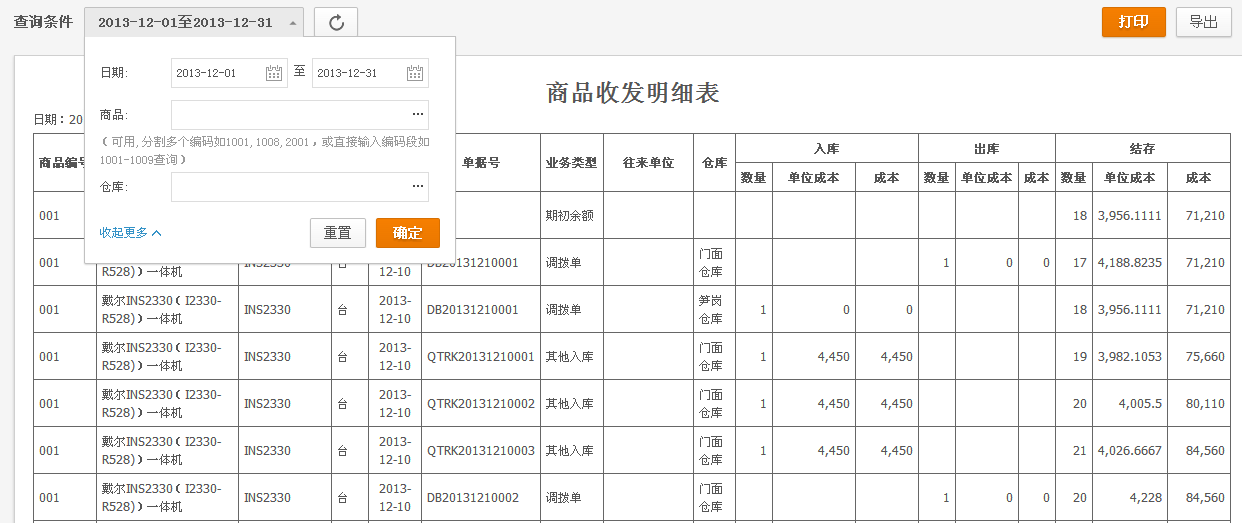 查询条件 2013-12-01至2013-12-31 打印 导出
日期: 2013-12-01 至 2013-12-31
商品: ...
(可用,分割多个编码如1001,1008,2001，或直接输入编码段如
1001-1009查询)
仓库: ...
收起更多 重置 确定
商品收发明细表
日期：20
商品编号 单据号 业务类型 往来单位 仓库 入库 出库 结存
数量 单位成本 成本 数量 单位成本 成本 数量 单位成本 成本
001 期初余额 18 3,956.1111 71,210
001 R528)）一体机 INS2330 台 12-10 DB20131210001 调拨单 门面仓库 1 0 0 17 4,188.8235 71,210
001 戴尔INS2330（I2330-R528)）一体机 INS2330 台 2013-12-10 DB20131210001 调拨单 笋岗仓库 1 0 0 18 3,956.1111 71,210
001 戴尔INS2330（I2330-R528)）一体机 INS2330 台 2013-12-10 QTRK20131210001 其他入库 门面仓库 1 4,450 4,450 19 3,982.1053 75,660
001 戴尔INS2330（I2330-R528)）一体机 INS2330 台 2013-12-10 QTRK20131210002 其他入库 门面仓库 1 4,450 4,450 20 4,005.5 80,110
001 戴尔INS2330（I2330-R528)）一体机 INS2330 台 2013-12-10 QTRK20131210003 其他入库 门面仓库 1 4,450 4,450 21 4,026.6667 84,560
001 戴尔INS2330（I2330-R528)）一体机 INS2330 台 2013-12-10 DB20131210002 调拨单 门面仓库 1 0 0 20 4,228 84,560